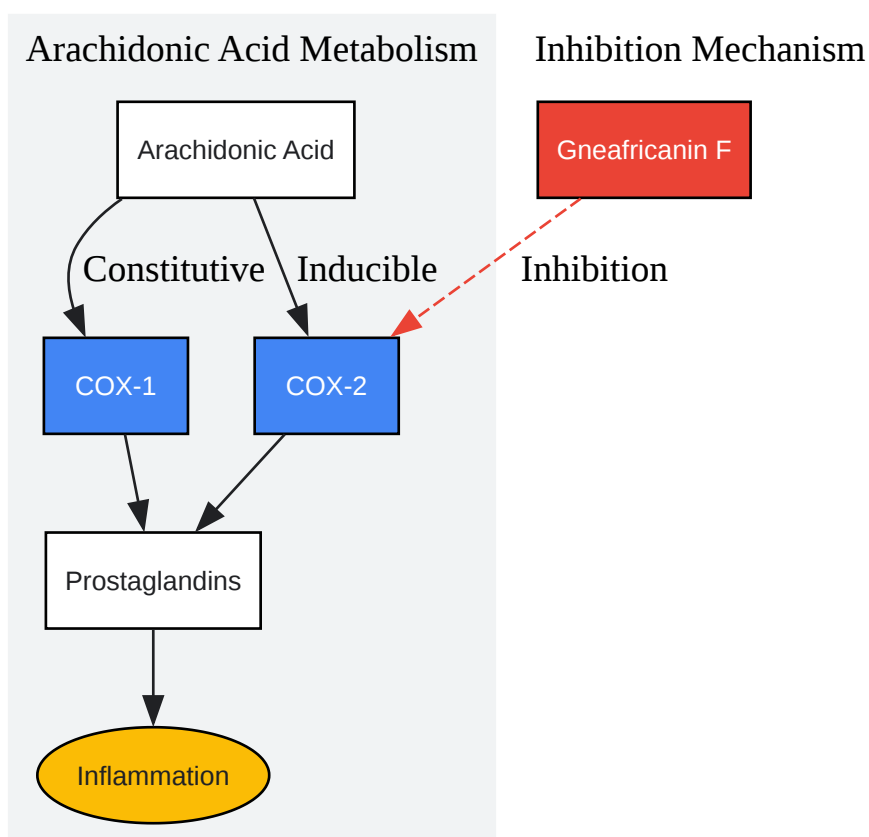 Arachidonic Acid Metabolism
Inhibition Mechanism
Arachidonic Acid
Gneafricanin F
Constitutive
Inducible
Inhibition
COX-1
COX-2
Prostaglandins
Inflammation